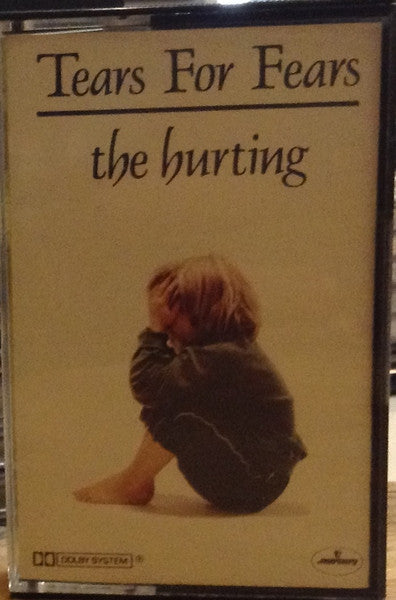 Tears For Fears
the hurting
DOLBY SYSTEM ®
mercury